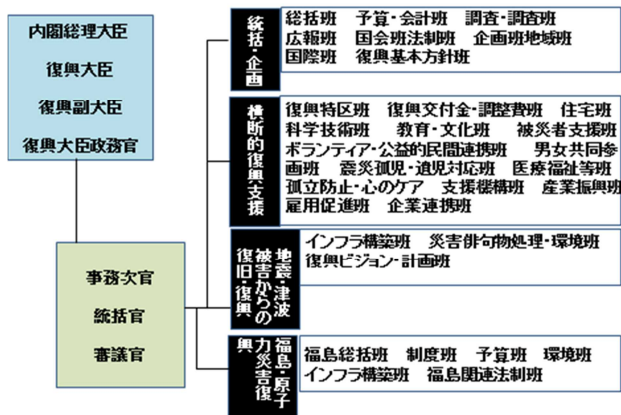 内閣総理大臣
復興大臣
復興副大臣
復興大臣政務官
事務次官
統括官
審議官
統括・企画
総括班 予算・会計班 調査・調査班
広報班 国会班法制班 企画班地域班
国際班 復興基本方針班
横断的復興支援
復興特区班 復興交付金・調整費班 住宅班
科学技術班 教育・文化班 被災者支援班
ボランティア・公益的民間連携班 男女共同参
画班 震災孤児・遺児対応班 医療福祉等班
孤立防止・心のケア 支援機構班 産業振興班
雇用促進班 企業連携班
地震・津波
被害からの
復旧・復興
インフラ構築班 災害俳句物処理・環境班
復興ビジョン・計画班
福島・原子
力災害復
興
福島総括班 制度班 予算班 環境班
インフラ構築班 福島関連法制班